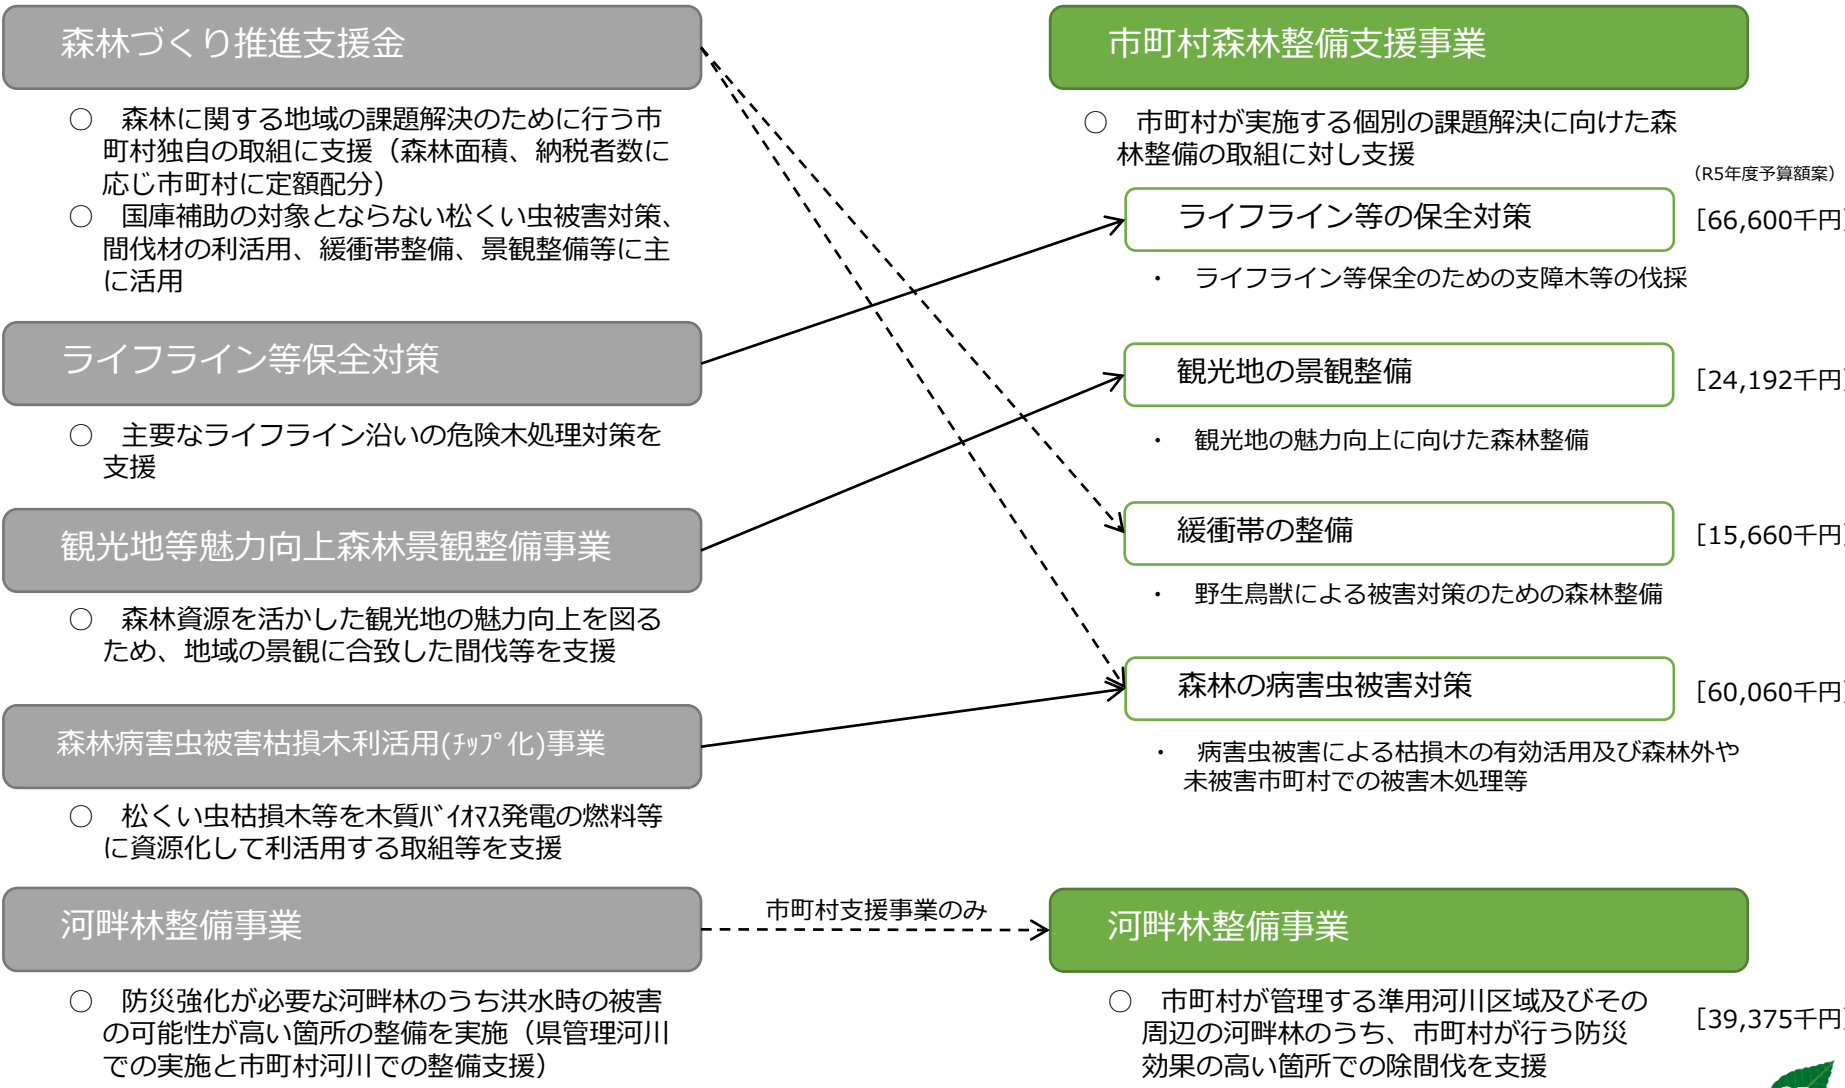 森林づくり推進支援金
○　森林に関する地域の課題解決のために行う市
町村独自の取組に支援（森林面積、納税者数に
応じ市町村に定額配分）
○　国庫補助の対象とならない松くい虫被害対策、
間伐材の利活用、緩衝帯整備、景観整備等に主
に活用
ライフライン等保全対策
○　主要なライフライン沿いの危険木処理対策を
支援
観光地等魅力向上森林景観整備事業
○　森林資源を活かした観光地の魅力向上を図る
ため、地域の景観に合致した間伐等を支援
森林病害虫被害枯損木利活用(ﾁｯﾌﾟ化)事業
○　松くい虫枯損木等を木質ﾊﾞｲｵﾏｽ発電の燃料等
に資源化して利活用する取組等を支援
河畔林整備事業
○　防災強化が必要な河畔林のうち洪水時の被害
の可能性が高い箇所の整備を実施（県管理河川
での実施と市町村河川での整備支援）
市町村支援事業のみ
市町村森林整備支援事業
○　市町村が実施する個別の課題解決に向けた森
林整備の取組に対し支援
（R5年度予算額案）
ライフライン等の保全対策
［66,600千円］
・　ライフライン等保全のための支障木等の伐採
観光地の景観整備
［24,192千円］
・　観光地の魅力向上に向けた森林整備
緩衝帯の整備
［15,660千円］
・　野生鳥獣による被害対策のための森林整備
森林の病害虫被害対策
［60,060千円］
・　病害虫被害による枯損木の有効活用及び森林外や
未被害市町村での被害木処理等
河畔林整備事業
○　市町村が管理する準用河川区域及びその
周辺の河畔林のうち、市町村が行う防災
効果の高い箇所での除間伐を支援
［39,375千円］